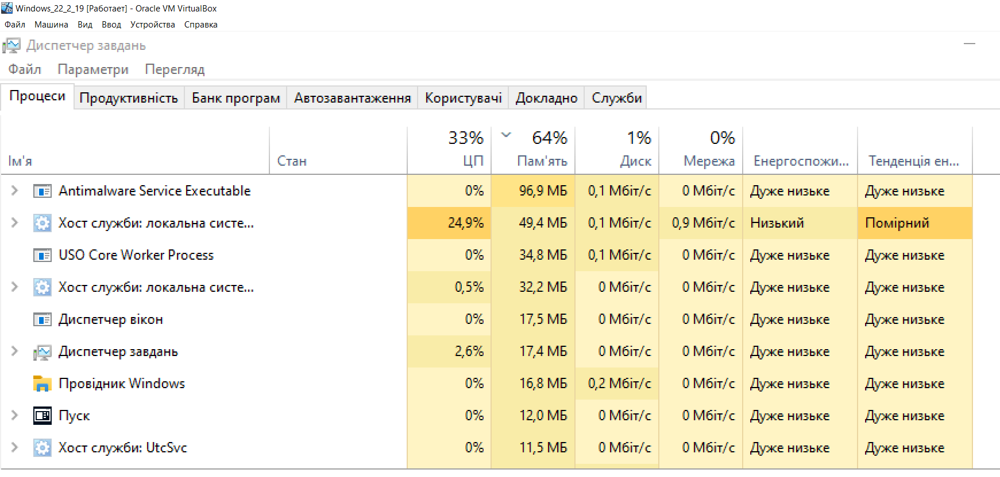 Windows_22_2_19 [Работает] - Oracle VM VirtualBox
Файл Машина Вид Ввод Устройства Справка
Диспетчер завдань
Файл Параметри Перегляд
Процеси Продуктивність Банк програм Автозавантаження Користувачі Докладно Служби
33% 64% 1% 0%
Ім'я Стан ЦП Пам'ять Диск Мережа Енергоспожи... Тенденція ен...
Antimalware Service Executable 0% 96,9 МБ 0,1 Мбіт/с 0 Мбіт/с Дуже низьке Дуже низьке
Хост служби: локальна систе... 24,9% 49,4 МБ 0,1 Мбіт/с 0,9 Мбіт/с Низький Помірний
USO Core Worker Process 0% 34,8 МБ 0,1 Мбіт/с 0 Мбіт/с Дуже низьке Дуже низьке
Хост служби: локальна систе... 0,5% 32,2 МБ 0 Мбіт/с 0 Мбіт/с Дуже низьке Дуже низьке
Диспетчер вікон 0% 17,5 МБ 0 Мбіт/с 0 Мбіт/с Дуже низьке Дуже низьке
Диспетчер завдань 2,6% 17,4 МБ 0 Мбіт/с 0 Мбіт/с Дуже низьке Дуже низьке
Провідник Windows 0% 16,8 МБ 0,2 Мбіт/с 0 Мбіт/с Дуже низьке Дуже низьке
Пуск 0% 12,0 МБ 0 Мбіт/с 0 Мбіт/с Дуже низьке Дуже низьке
Хост служби: UtcSvc 0% 11,5 МБ 0 Мбіт/с 0 Мбіт/с Дуже низьке Дуже низьке